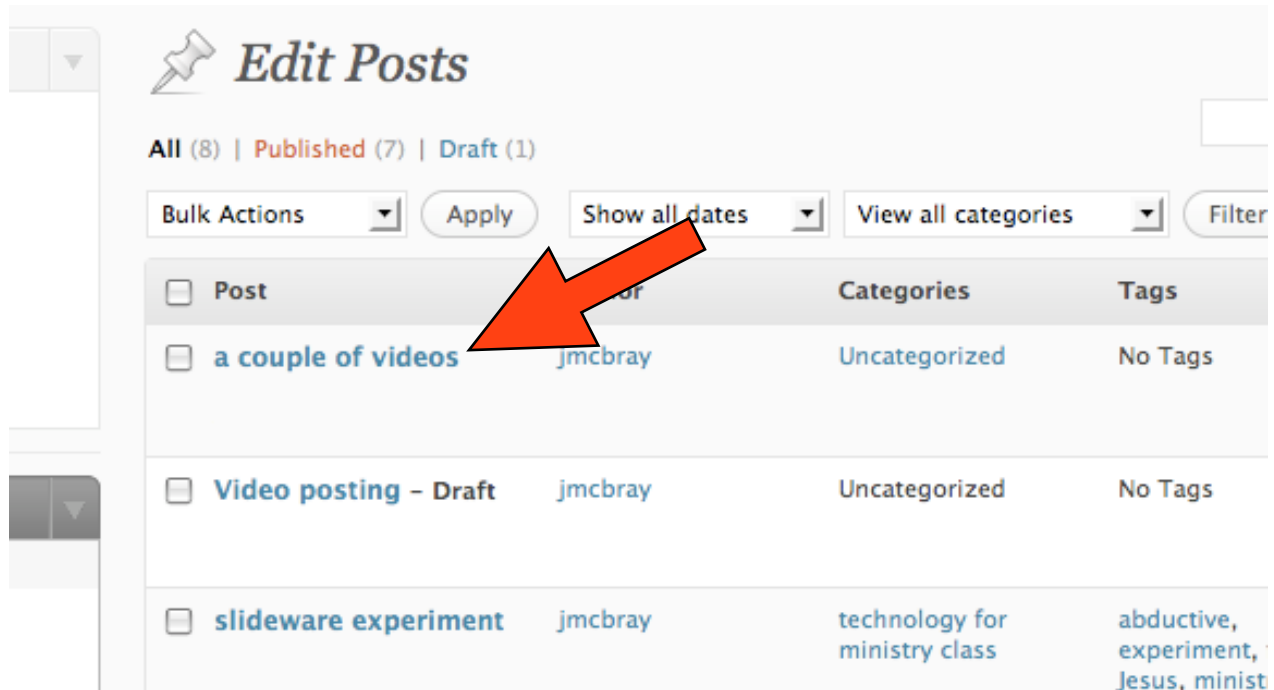 Edit Posts
All (8) | Published (7) | Draft (1)
Bulk Actions Apply Show all dates View all categories Filter
Post Categories Tags
a couple of videos jmcbray Uncategorized No Tags
Video posting – Draft jmcbray Uncategorized No Tags
slideware experiment jmcbray technology for abductive,
ministry class experiment,
Jesus,